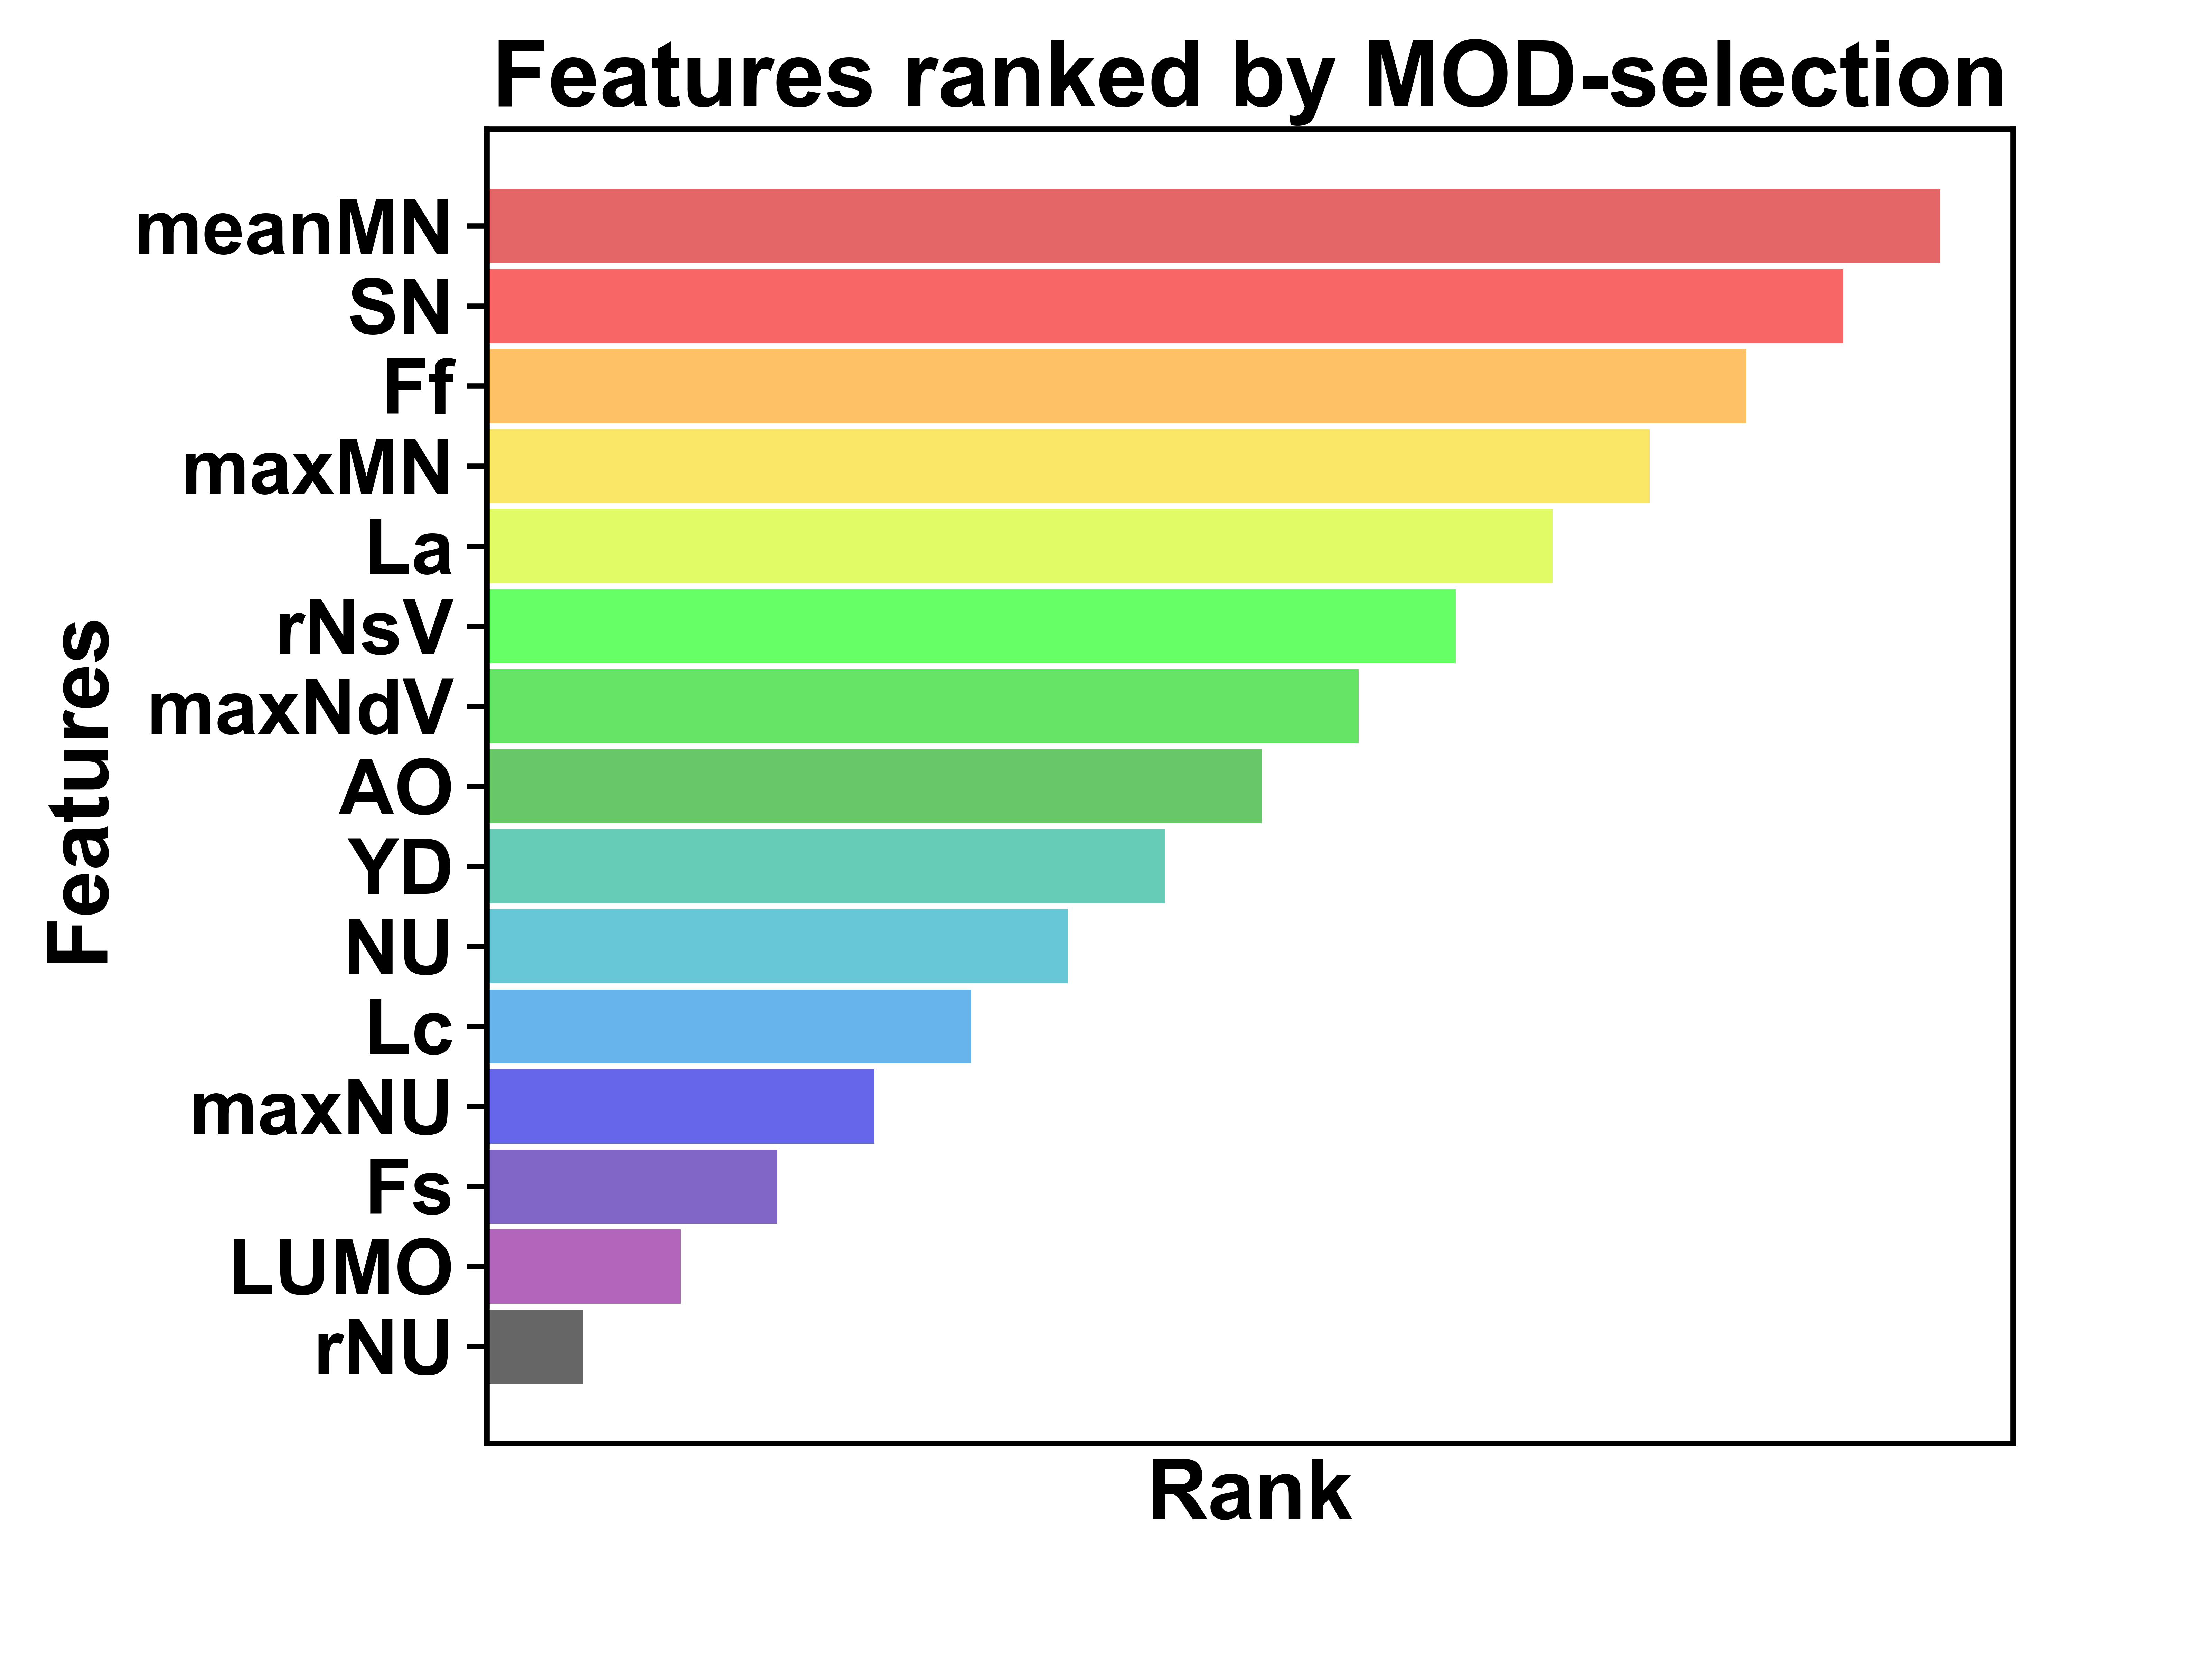 Features ranked by MOD-selection
Features
meanMN
SN
Ff
maxMN
La
rNsV
maxNdV
AO
YD
NU
Lc
maxNU
Fs
LUMO
rNU
Rank